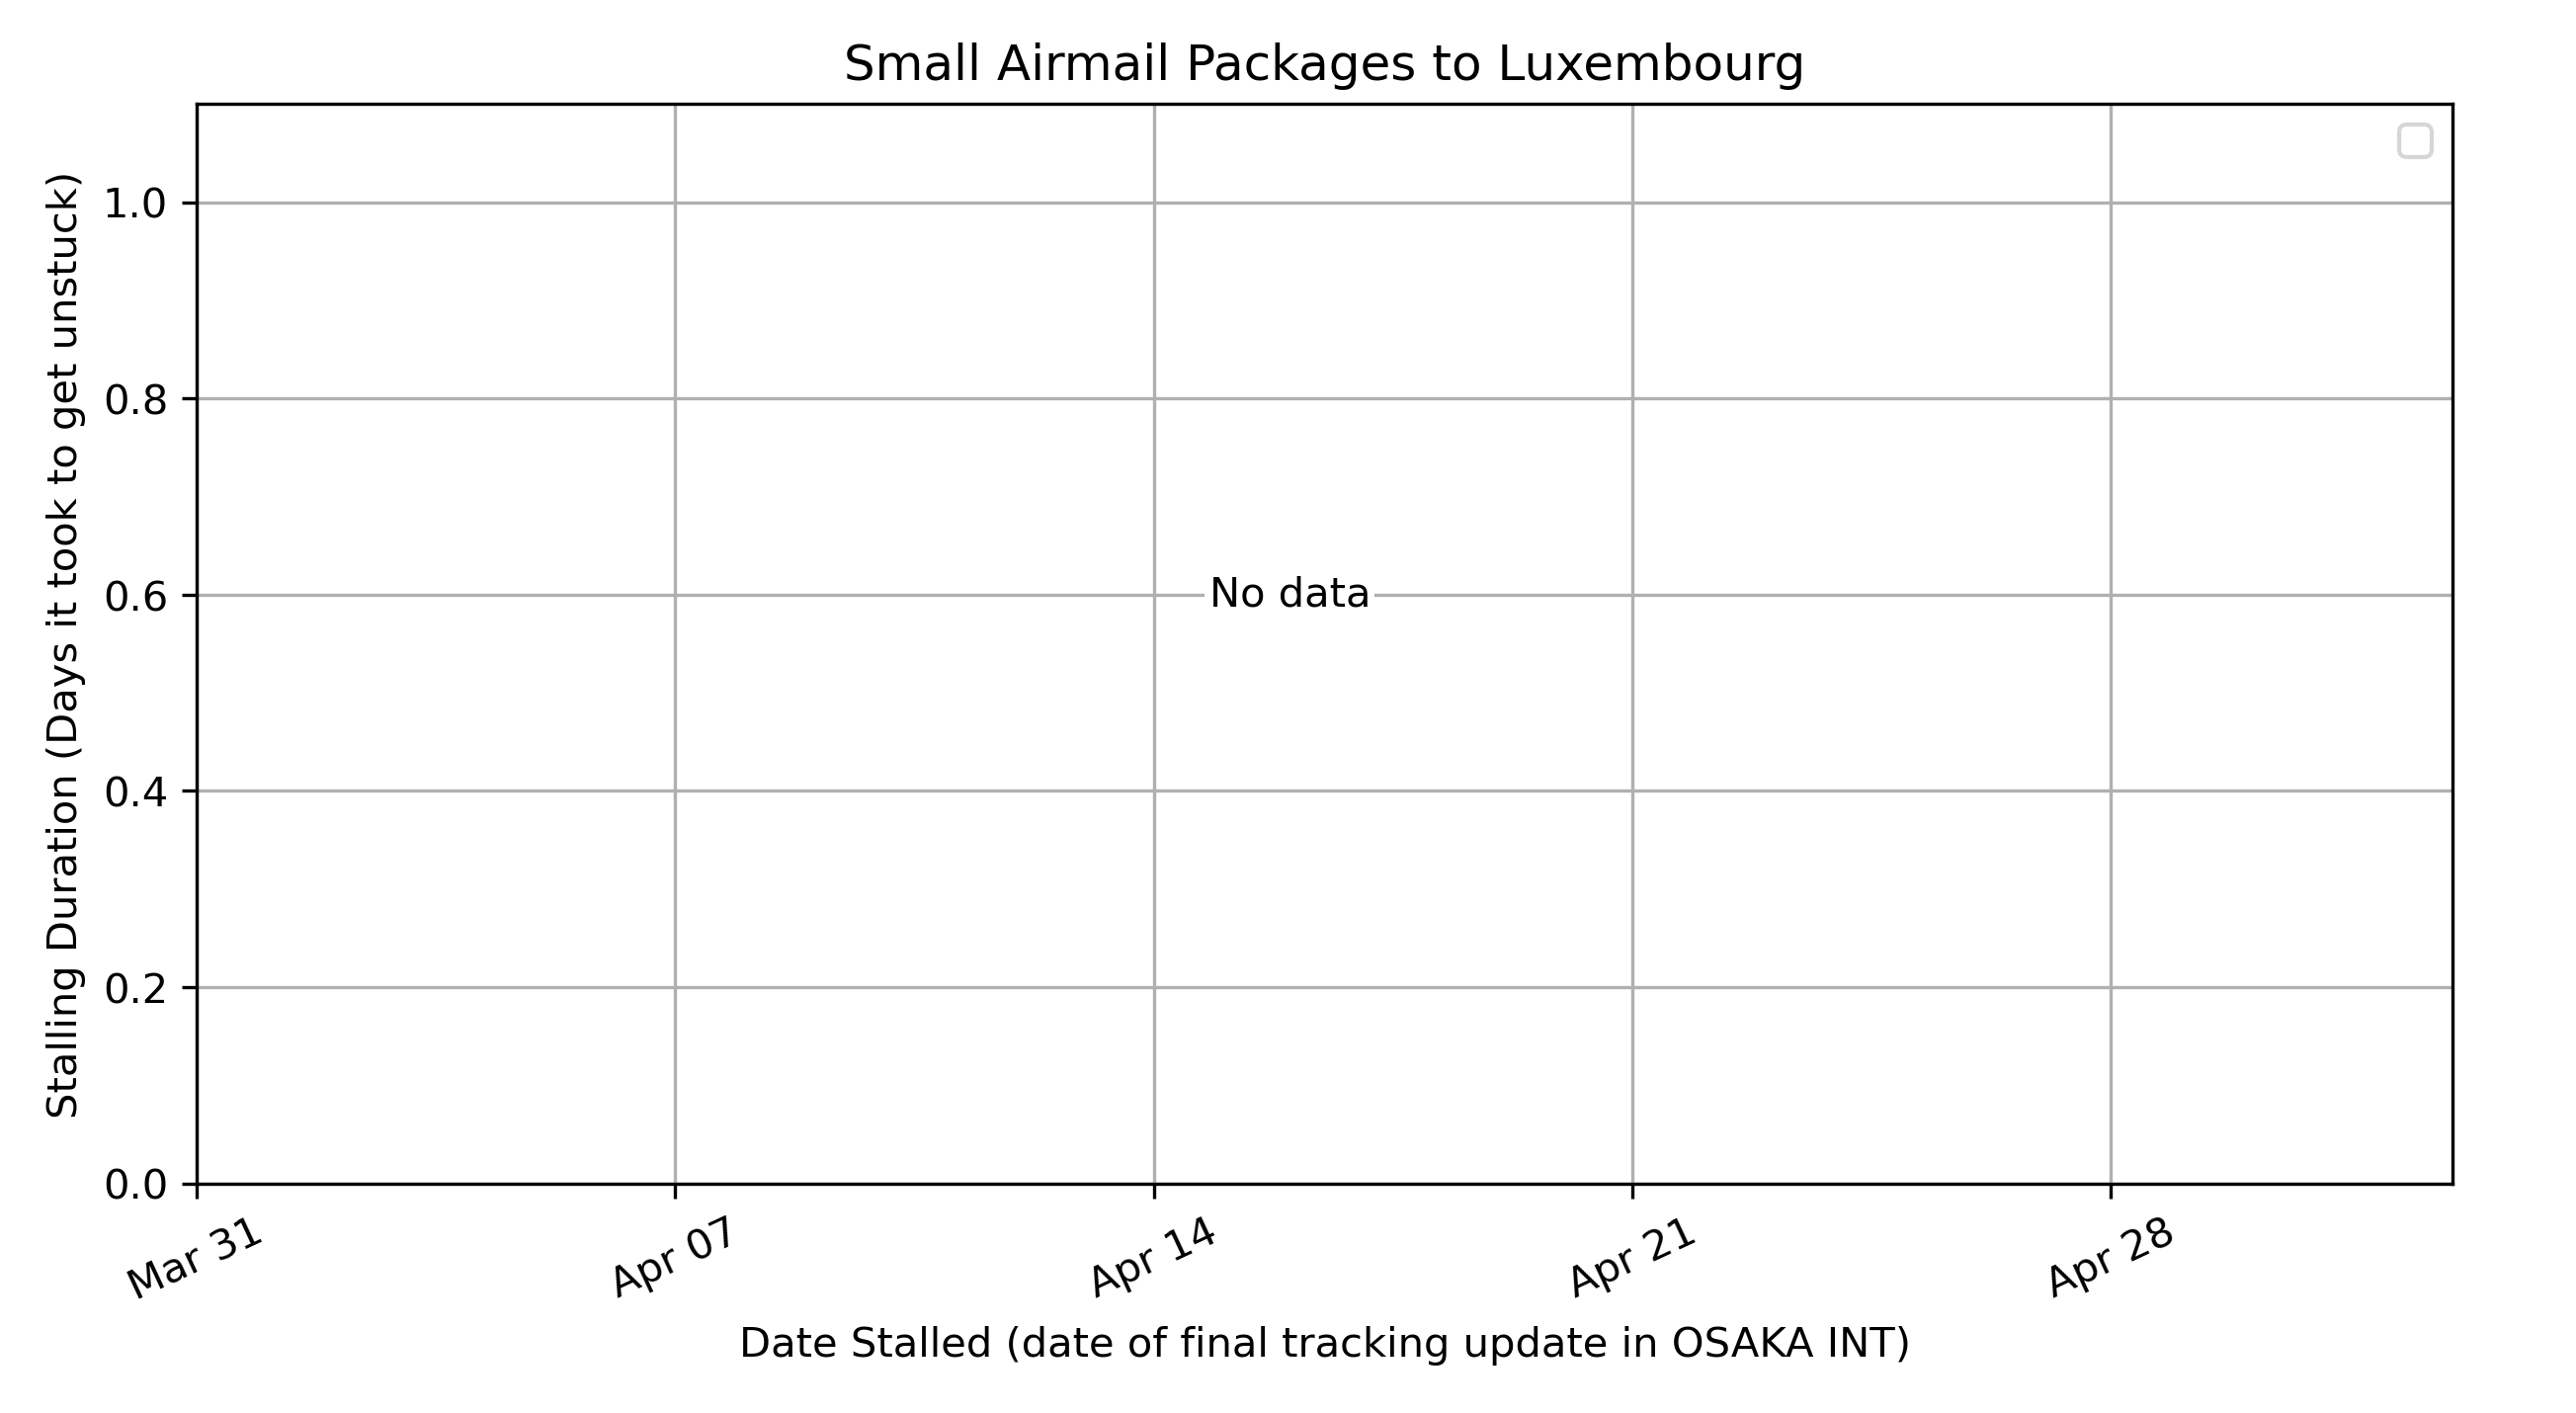 Small Airmail Packages to Luxembourg
Stalling Duration (Days it took to get unstuck)
1.0
0.8
0.6
0.4
0.2
0.0
No data
Mar 31
Apr 07
Apr 14
Apr 21
Apr 28
Date Stalled (date of final tracking update in OSAKA INT)